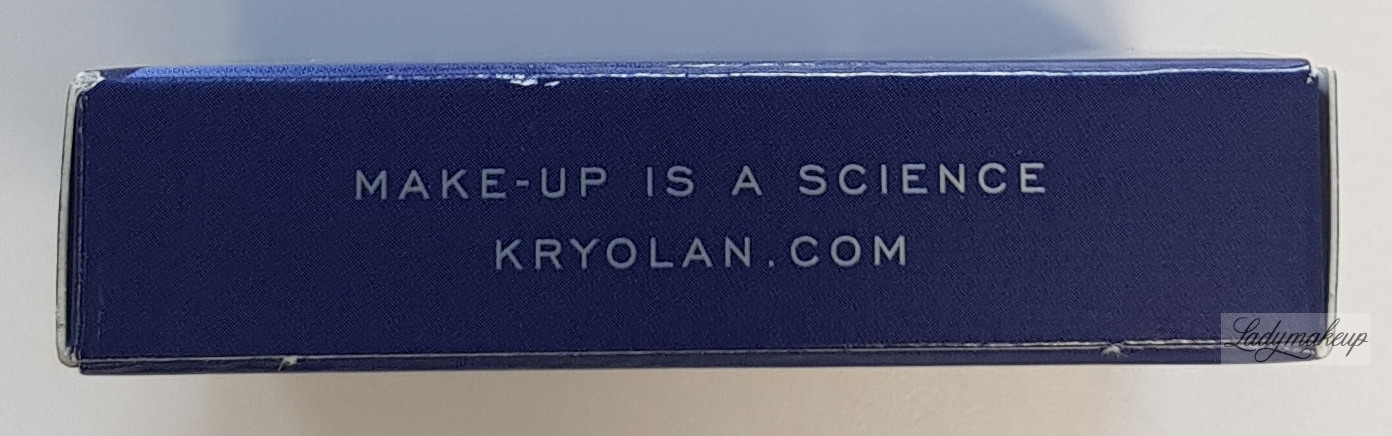 MAKE-UP IS A SCIENCE
KRYOLAN.COM
Ladymakeup